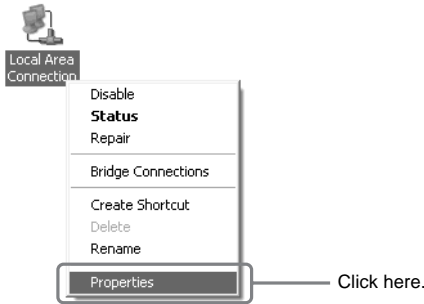 Local Area
Connection
Disable
Status
Repair
Bridge Connections
Create Shortcut
Delete
Rename
Properties
Click here.